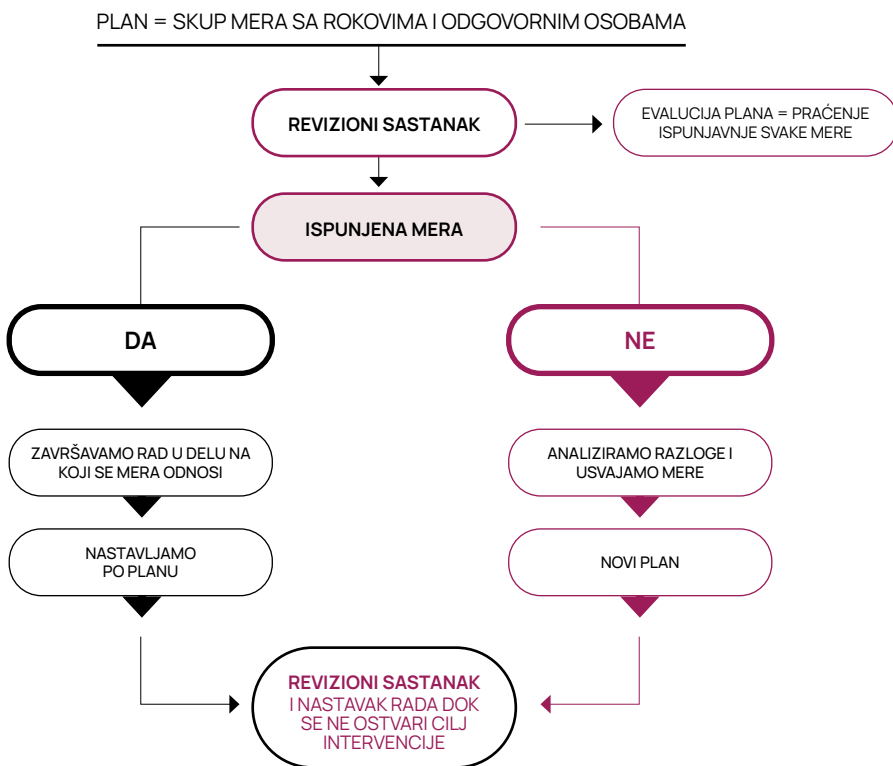 PLAN = SKUP MERA SA ROKOVIMA I ODGOVORNIM OSOBAMA
REVIZIONI SASTANAK
EVALUCIJA PLANA = PRAĆENJE
ISPUNJAVNJE SVAKE MERE
ISPUNJENA MERA
DA
NE
ZAVRŠAVAMO RAD U DELU NA
KOJI SE MERA ODNOSI
ANALIZIRAMO RAZLOGE I
USVAJAMO MERE
NASTAVLJAMO
PO PLANU
NOVI PLAN
REVIZIONI SASTANAK
I NASTAVAK RADA DOK
SE NE OSTVARI CILJ
INTERVENCIJE